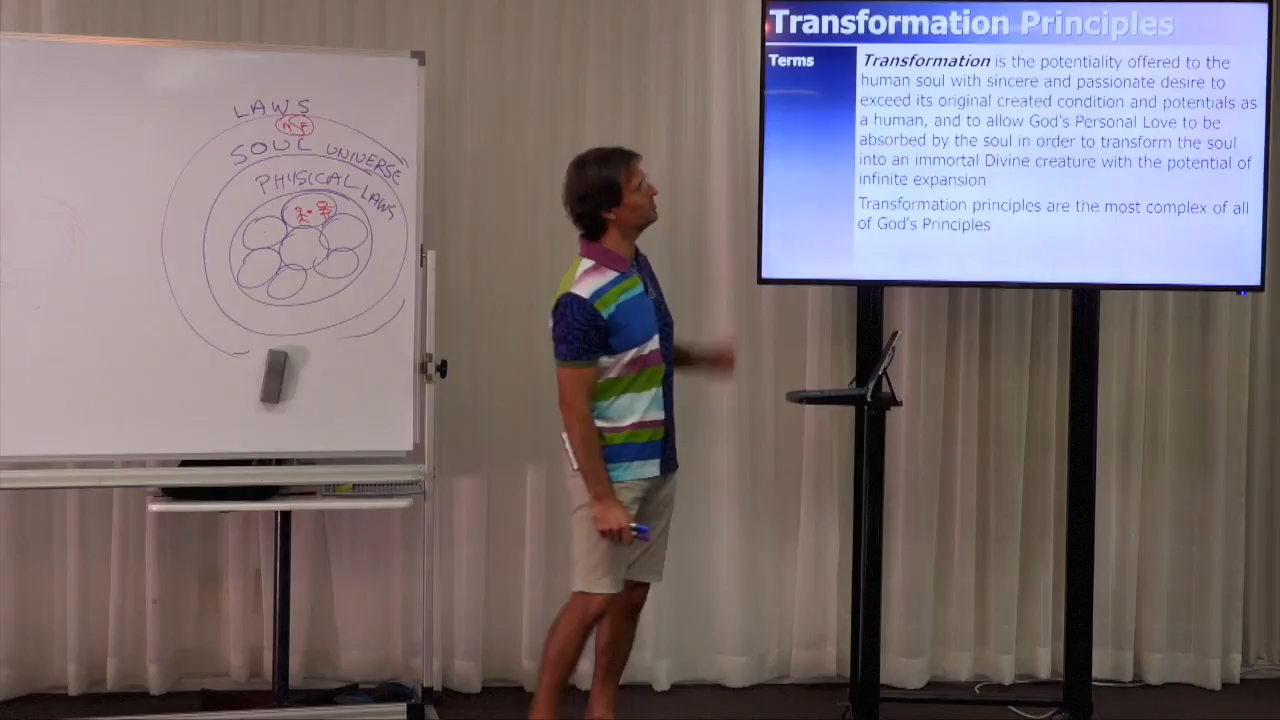 LAWS
M F
SOUL UNIVERSE
PHYSICAL LAWS
Transformation Principles
Terms
Transformation is the potentiality offered to the
human soul with sincere and passionate desire to
exceed its original created condition and potentials as
a human, and to allow God's Personal Love to be
absorbed by the soul in order to transform the soul
into an immortal Divine creature with the potential of
infinite expansion
Transformation principles are the most complex of all
of God's Principles